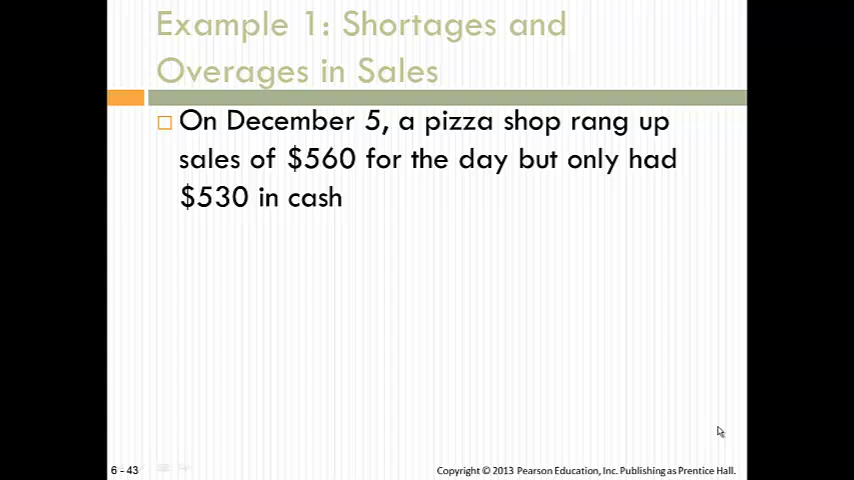 Example 1: Shortages and
Overages in Sales
On December 5, a pizza shop rang up
sales of $560 for the day but only had
$530 in cash
6 - 43
Copyright © 2013 Pearson Education, Inc. Publishing as Prentice Hall.